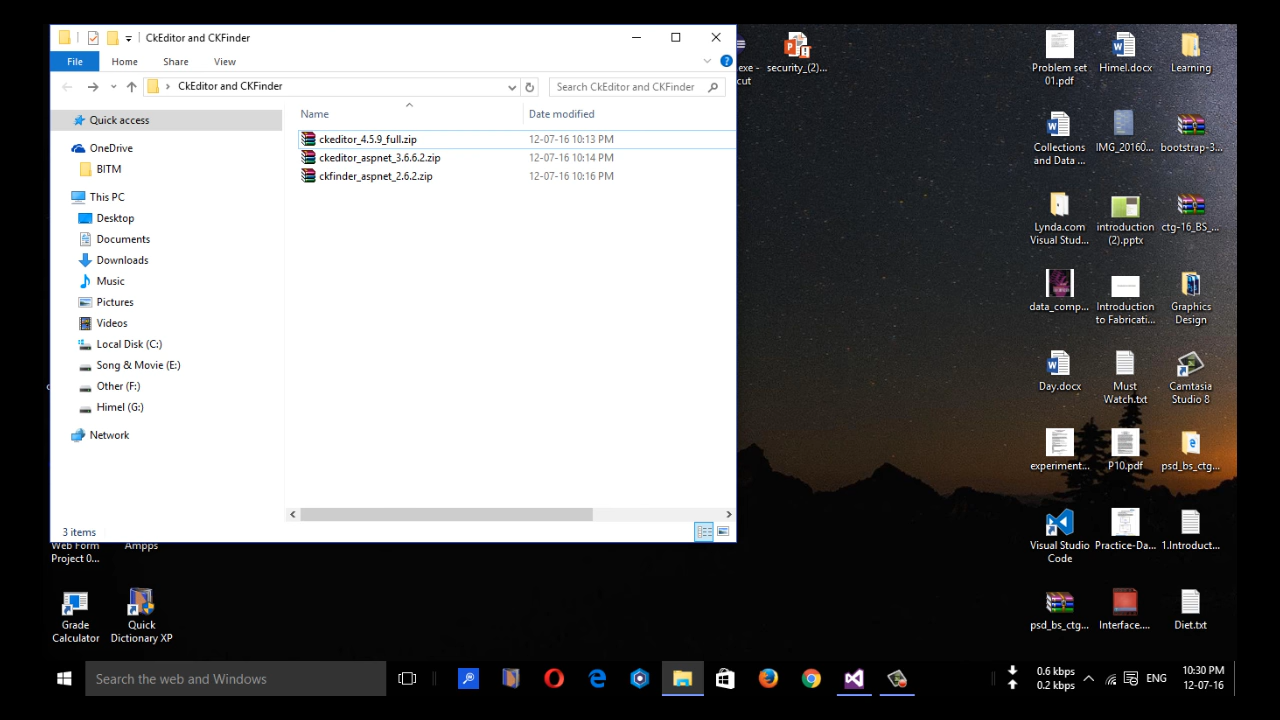 CkEditor and CKFinder
File Home Share View
CkEditor and CKFinder
Search CkEditor and CKFinder
Name Date modified
Quick access
OneDrive
BITM
This PC
Desktop
Documents
Downloads
Music
Pictures
Videos
Local Disk (C:)
Song & Movie (E:)
Other (F:)
Himel (G:)
Network
ckeditor_4.5.9_full.zip 12-07-16 10:13 PM
ckeditor_aspnet_3.6.6.2.zip 12-07-16 10:14 PM
ckfinder_aspnet_2.6.2.zip 12-07-16 10:16 PM
3 items
exe -
cut
security_(2)...
Problem set
01.pdf
Himel.docx
Learning
Collections
and Data ...
IMG_20160...
bootstrap-3...
Lynda.com
Visual Stud...
introduction
(2).pptx
ctg-16_BS_...
data_comp...
Introduction
to Fabricati...
Graphics
Design
Day.docx
Must
Watch.txt
Camtasia
Studio 8
experiment...
P10.pdf
psd_bs_ctg...
Visual Studio
Code
Practice-Da...
1.Introduct...
psd_bs_ctg...
Interface....
Diet.txt
Web Form
Project 0...
Ampps
Grade
Calculator
Quick
Dictionary XP
Search the web and Windows
0.6 kbps
0.2 kbps
ENG
10:30 PM
12-07-16